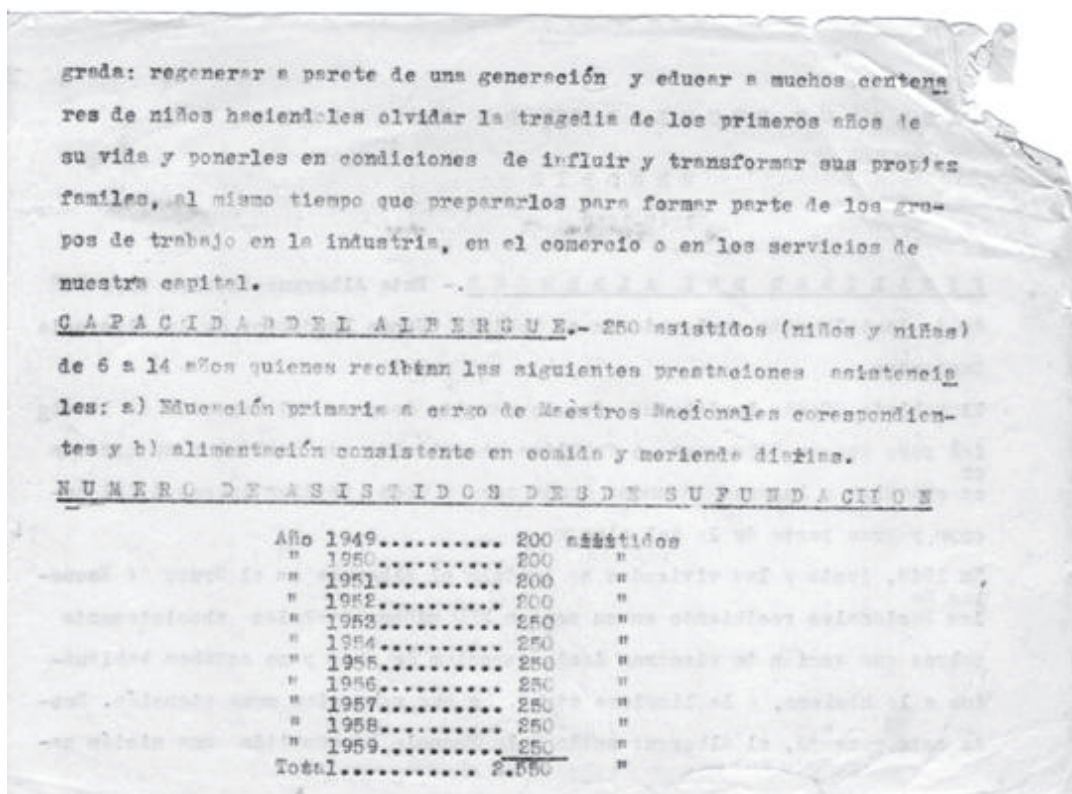 grada: regenerar a parete de una generación y educar a muchos centena
res de niños haciendoles olvidar la tragedia de los primeros años de
su vida y ponerles en condiciones de influir y transformar sus propias
familas, al mismo tiempo que prepararlos para formar parte de los gru-
pos de trabajo en la industria, en el comercio o en los servicios de
nuestra capital.
C A P A C I D A D D E L A L B E R G U E.- 250 asistidos (niños y niñas)
de 6 a 14 años quienes recibian las siguientes prestaciones asistencia
les: a) Educación primaria a cargo de Maestros Nacionales corespondien-
tes y b) alimentación consistente en comida y merienda diarias.
N U M E R O D E A S I S T I D O S D E S D E S U F U N D A CIION
Año 1949.......... 200 asistidos
" 1950.......... 200 "
" 1951.......... 200 "
" 1952.......... 200 "
" 1953.......... 250 "
" 1954.......... 250 "
" 1955.......... 250 "
" 1956.......... 250 "
" 1957.......... 250 "
" 1958.......... 250 "
" 1959.......... 250 "
Total........... 2.550 "